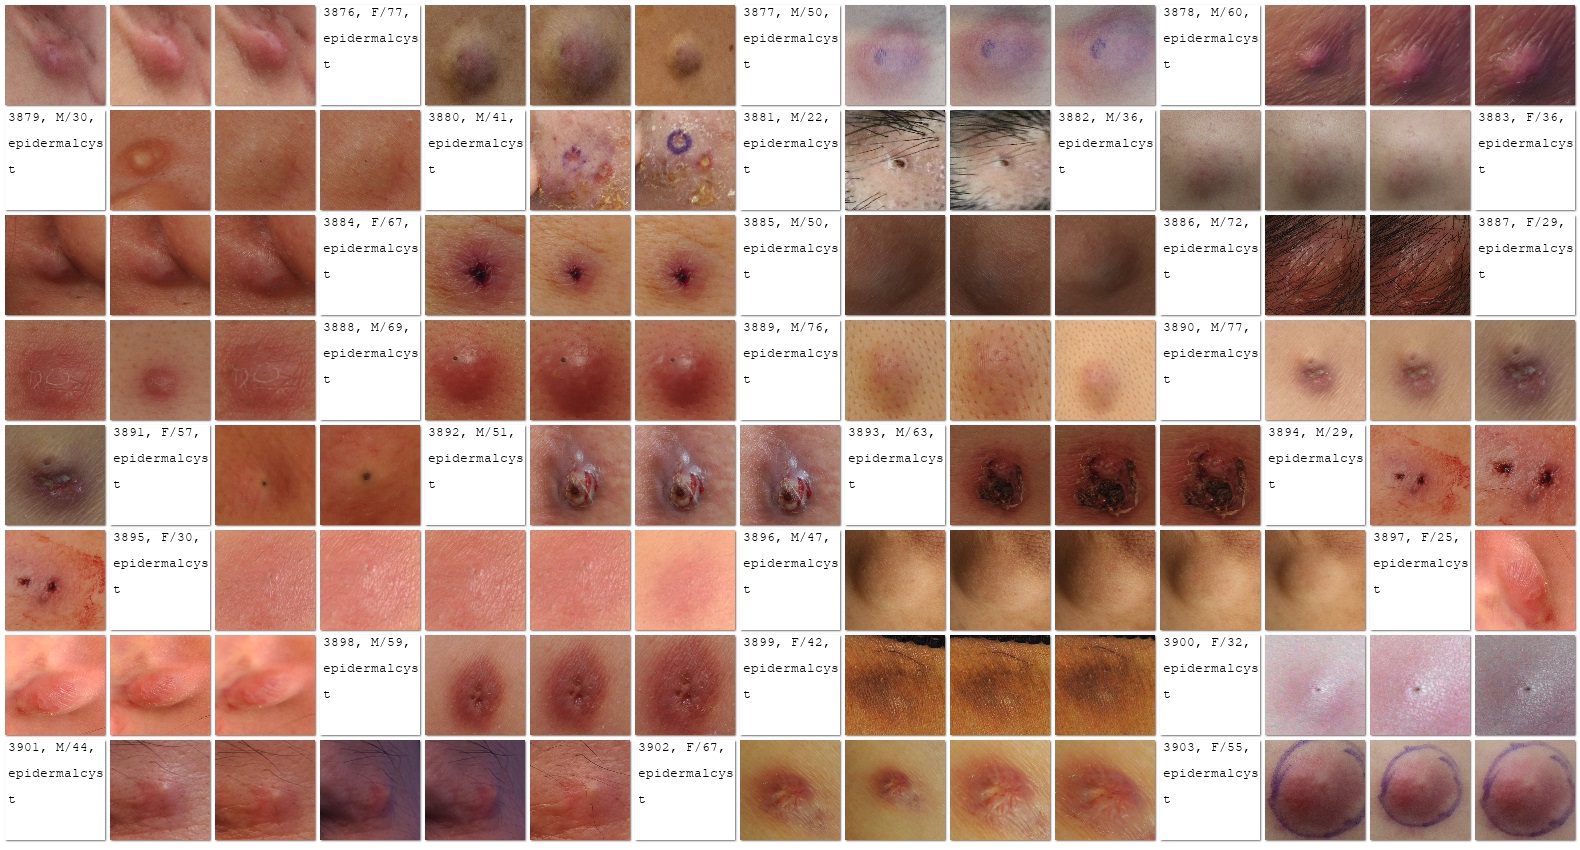 3876, F/77,
epidermalcys
t
3877, M/50,
epidermalcys
t
3878, M/60,
epidermalcys
t
3879, M/30,
epidermalcys
t
3880, M/41,
epidermalcys
t
3881, M/22,
epidermalcys
t
3882, M/36,
epidermalcys
t
3883, F/36,
epidermalcys
t
3884, F/67,
epidermalcys
t
3885, M/50,
epidermalcys
t
3886, M/72,
epidermalcys
t
3887, F/29,
epidermalcys
t
3888, M/69,
epidermalcys
t
3889, M/76,
epidermalcys
t
3890, M/77,
epidermalcys
t
3891, F/57,
epidermalcys
t
3892, M/51,
epidermalcys
t
3893, M/63,
epidermalcys
t
3894, M/29,
epidermalcys
t
3895, F/30,
epidermalcys
t
3896, M/47,
epidermalcys
t
3897, F/25,
epidermalcys
t
3898, M/59,
epidermalcys
t
3899, F/42,
epidermalcys
t
3900, F/32,
epidermalcys
t
3901, M/44,
epidermalcys
t
3902, F/67,
epidermalcys
t
3903, F/55,
epidermalcys
t